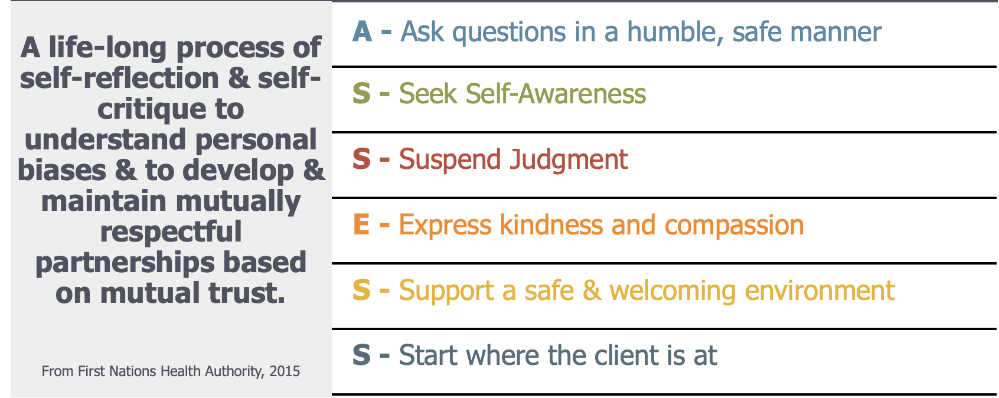 A life-long process of
self-reflection & self-
critique to
understand personal
biases & to develop &
maintain mutually
respectful
partnerships based
on mutual trust.
From First Nations Health Authority, 2015
A - Ask questions in a humble, safe manner
S - Seek Self-Awareness
S - Suspend Judgment
E - Express kindness and compassion
S - Support a safe & welcoming environment
S - Start where the client is at